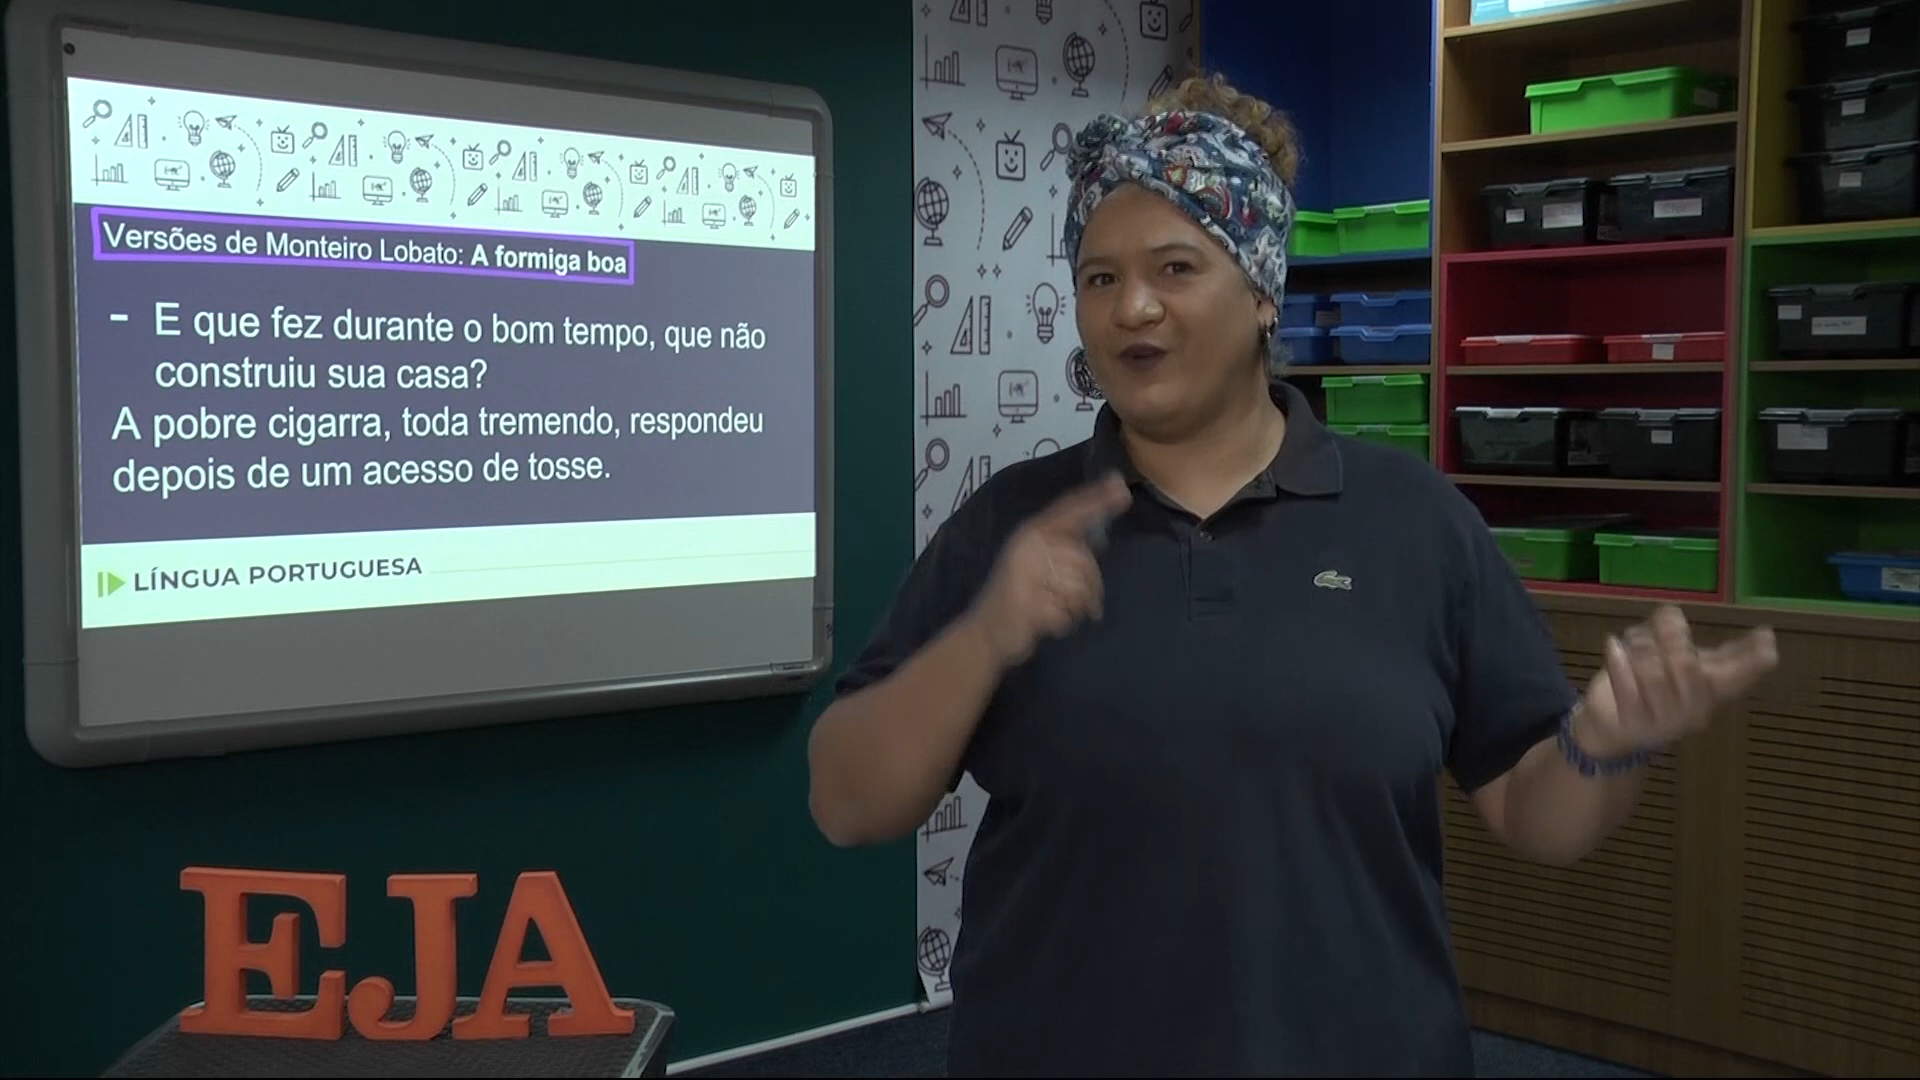 Versões de Monteiro Lobato: A formiga boa
- E que fez durante o bom tempo, que não
construiu sua casa?
A pobre cigarra, toda tremendo, respondeu
depois de um acesso de tosse.
LÍNGUA PORTUGUESA
EJA